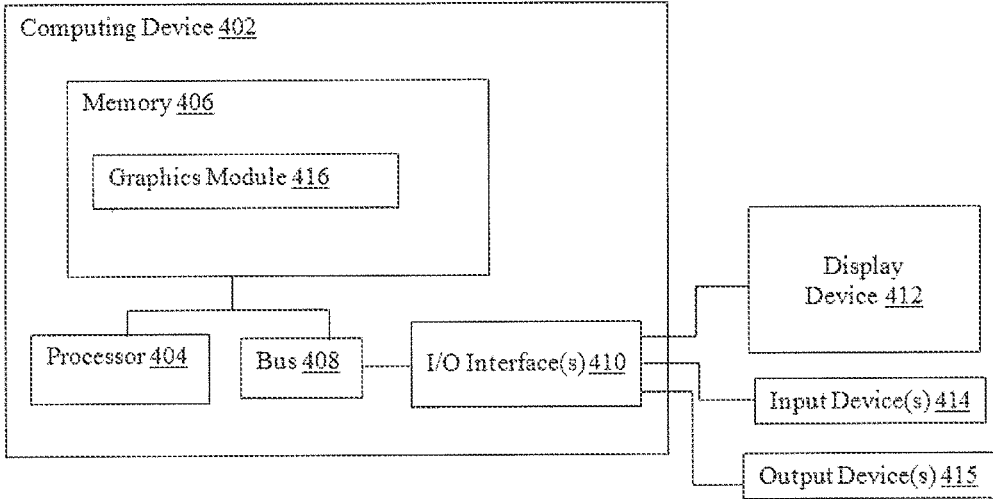 Computing Device 402
Memory 406
Graphics Module 416
Display
Device 412
Processor 404
Bus 408
I/O Interface(s) 410
Input Device(s) 414
Output Device(s) 415